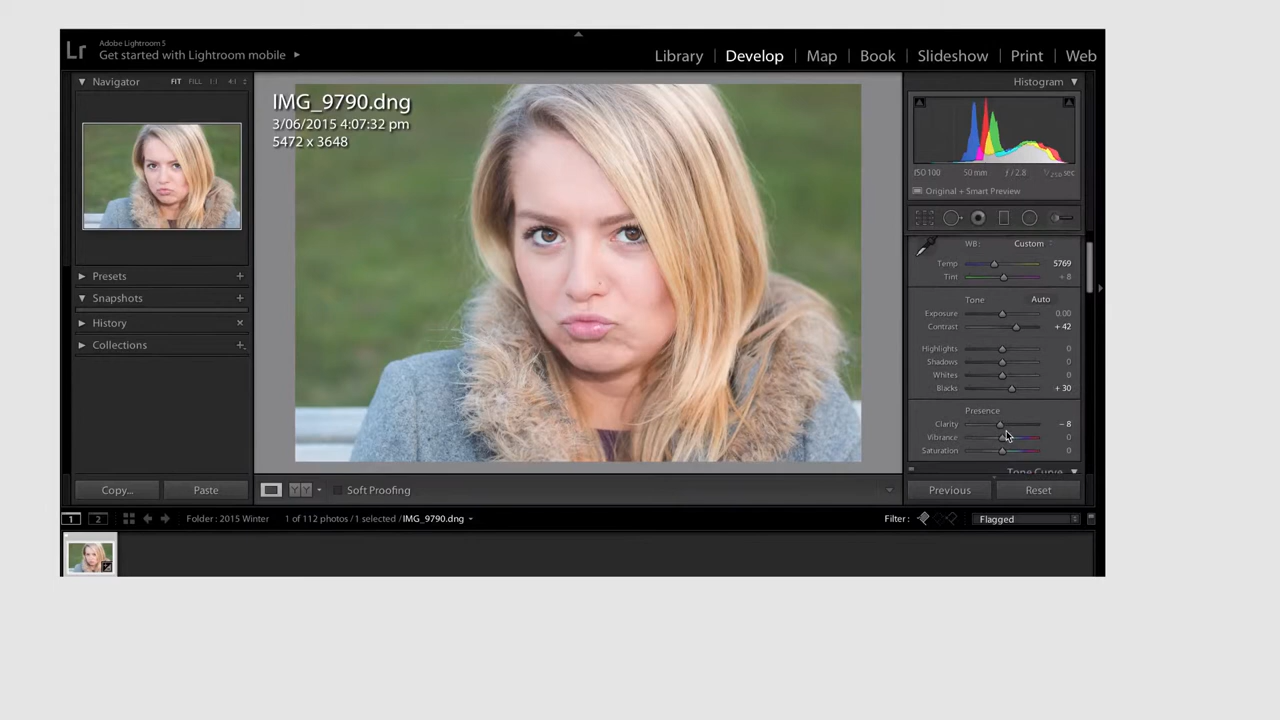 Lr
Adobe Lightroom 5
Get started with Lightroom mobile
Library | Develop | Map | Book | Slideshow | Print | Web
Navigator FIT FILL 1:1
Histogram
IMG_9790.dng
3/06/2015 4:07:32 pm
5472 x 3648
ISO 100 50 mm ƒ / 2.8
Original + Smart Preview
WB: Custom
Temp 5769
Tint + 8
Tone Auto
Exposure 0.00
Contrast + 42
Highlights 0
Shadows 0
Whites 0
Blacks + 30
Presence
Clarity – 8
Vibrance 0
Saturation 0
Tone Curve
Presets +
Snapshots +
History ×
Collections +
Copy... Paste
Y Y Soft Proofing
Previous Reset
1 2 Folder : 2015 Winter 1 of 112 photos / 1 selected / IMG_9790.dng
Filter : Flagged